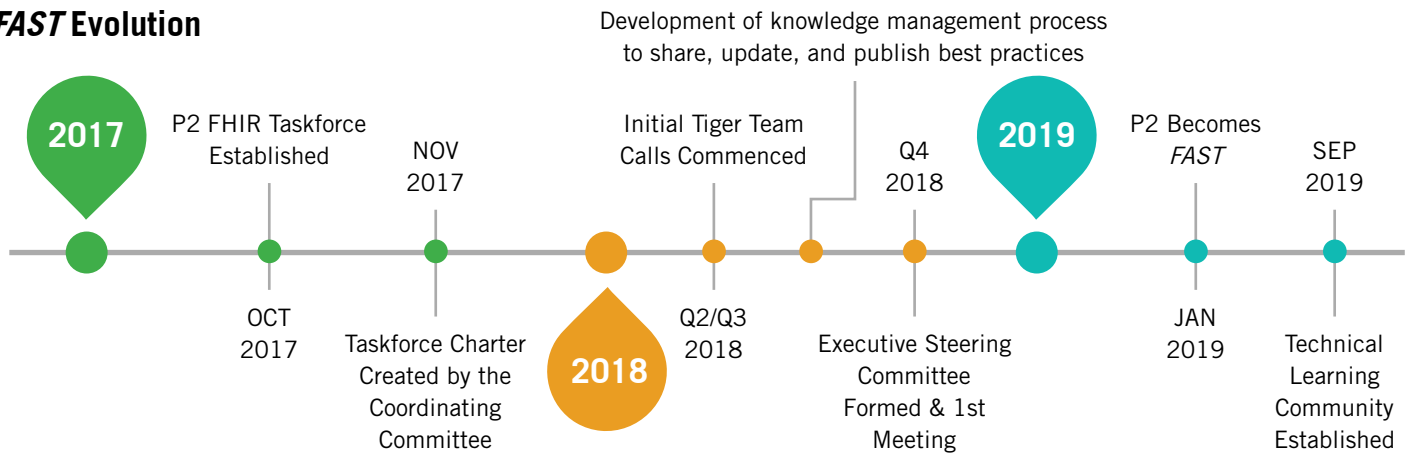 FAST Evolution
2017
P2 FHIR Taskforce
Established
OCT
2017
NOV
2017
Taskforce Charter
Created by the
Coordinating
Committee
2018
Initial Tiger Team
Calls Commenced
Q2/Q3
2018
Development of knowledge management process
to share, update, and publish best practices
Q4
2018
Executive Steering
Committee
Formed & 1st
Meeting
2019
P2 Becomes
FAST
JAN
2019
SEP
2019
Technical
Learning
Community
Established